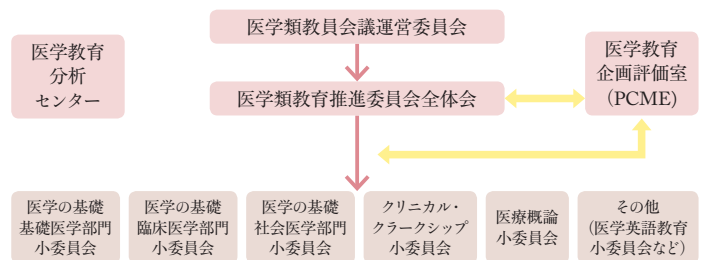 医学類教員会議運営委員会
医学教育
分析
センター
医学類教育推進委員会全体会
医学教育
企画評価室
(PCME)
医学の基礎
基礎医学部門
小委員会
医学の基礎
臨床医学部門
小委員会
医学の基礎
社会医学部門
小委員会
クリニカル・
クラークシップ
小委員会
医療概論
小委員会
その他
(医学英語教育
小委員会など)